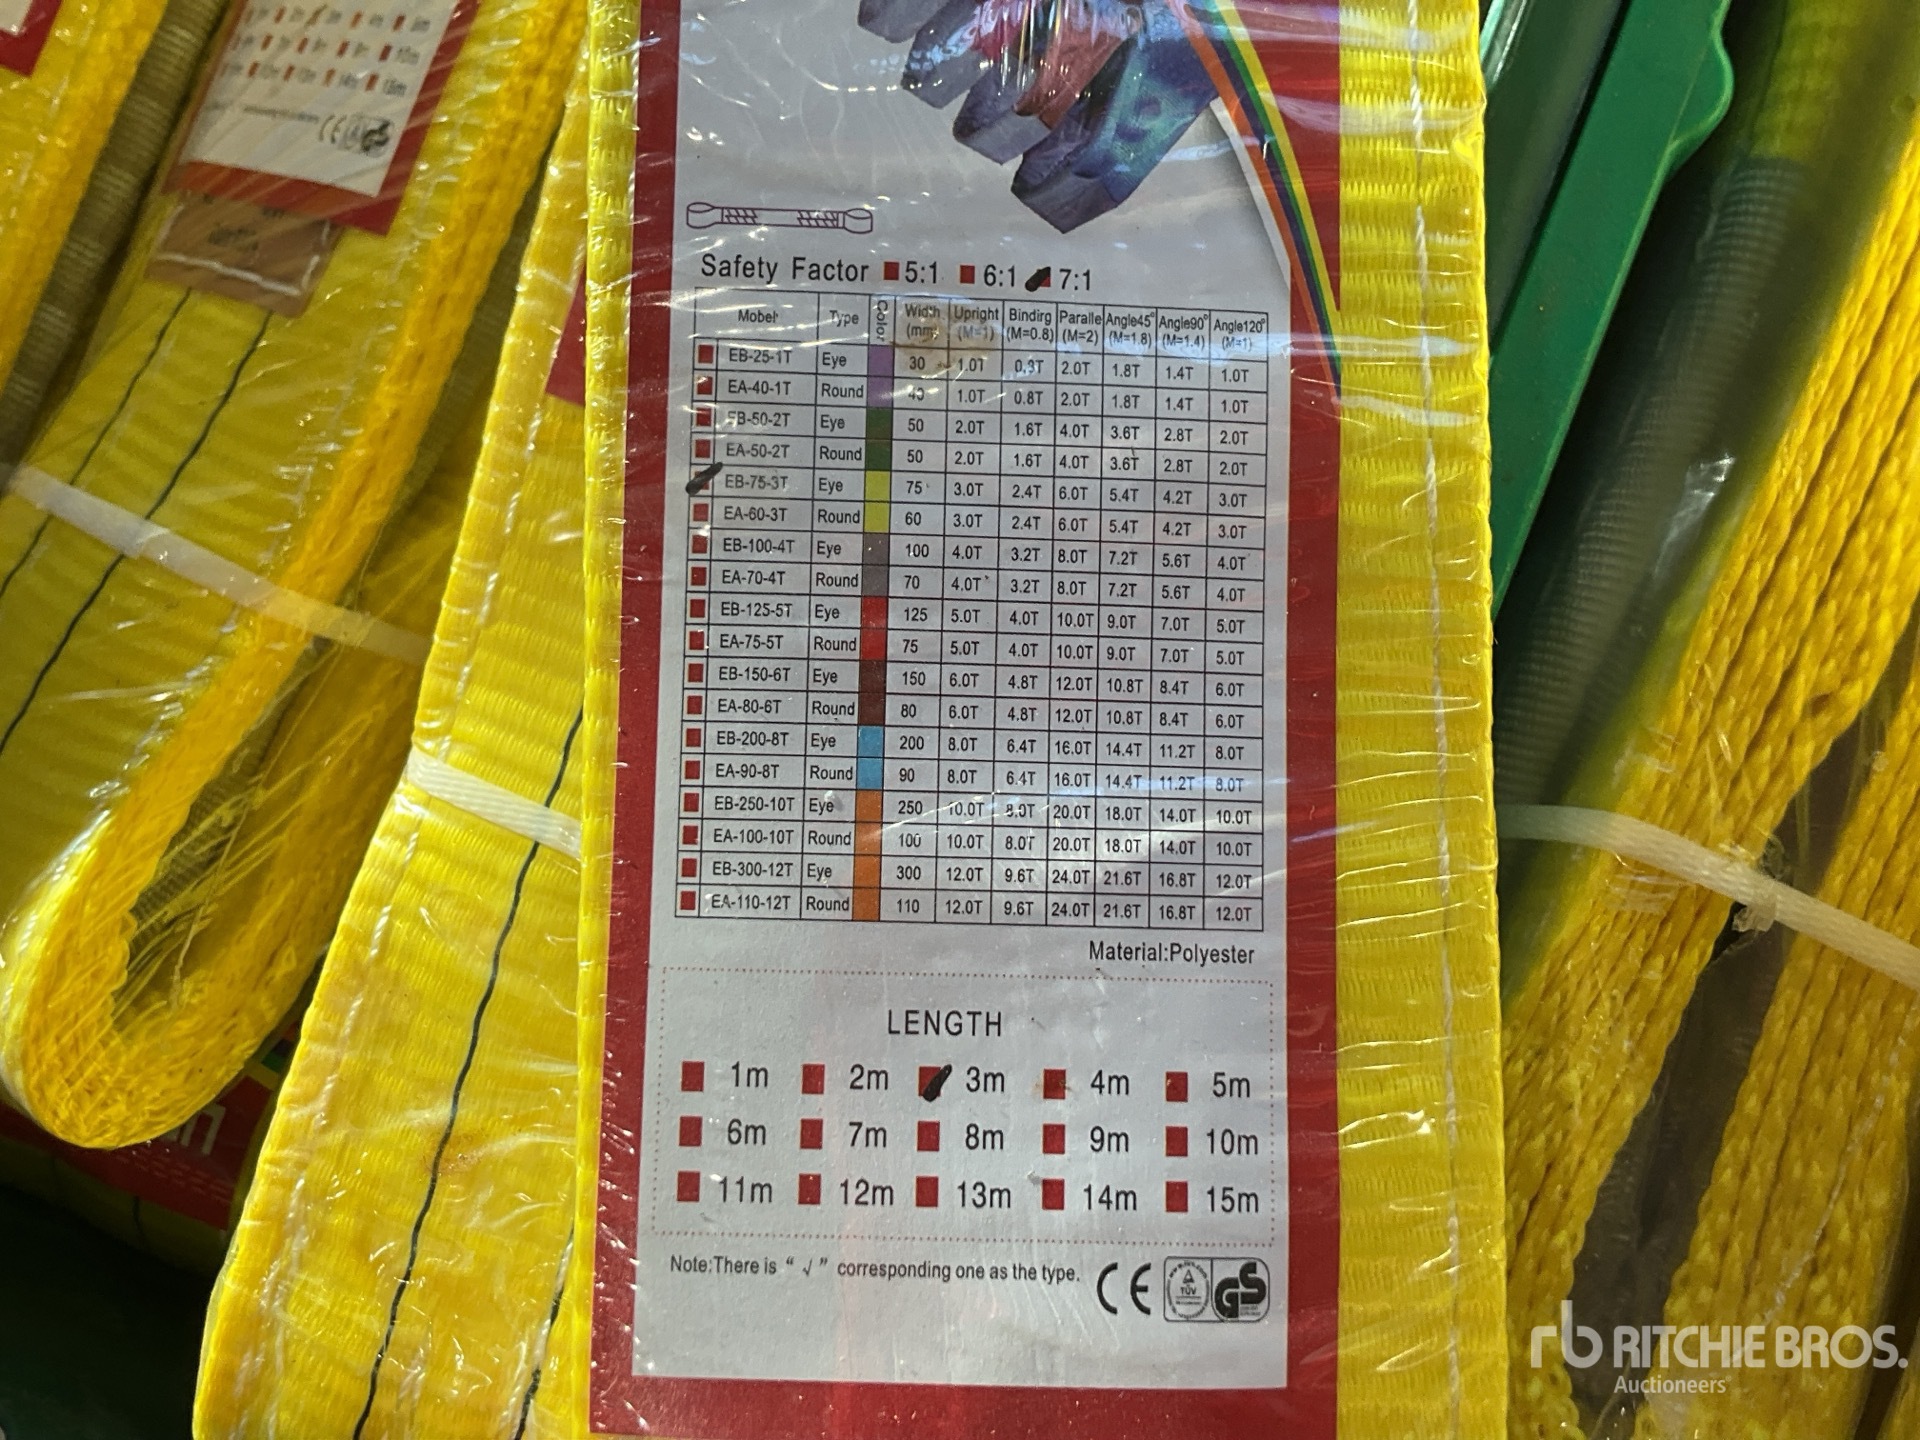 Safety Factor 5:1 6:1 7:1
Mobel Type Color Width (mm) Upright (M=1) Bindirg (M=0.8) Paralle (M=2) Angle45° (M=1.8) Angle90° (M=1.4) Angle120° (M=1)
EB-25-1T Eye 30 1.0T 0.8T 2.0T 1.8T 1.4T 1.0T
EA-40-1T Round 40 1.0T 0.8T 2.0T 1.8T 1.4T 1.0T
EB-50-2T Eye 50 2.0T 1.6T 4.0T 3.6T 2.8T 2.0T
EA-50-2T Round 50 2.0T 1.6T 4.0T 3.6T 2.8T 2.0T
EB-75-3T Eye 75 3.0T 2.4T 6.0T 5.4T 4.2T 3.0T
EA-60-3T Round 60 3.0T 2.4T 6.0T 5.4T 4.2T 3.0T
EB-100-4T Eye 100 4.0T 3.2T 8.0T 7.2T 5.6T 4.0T
EA-70-4T Round 70 4.0T 3.2T 8.0T 7.2T 5.6T 4.0T
EB-125-5T Eye 125 5.0T 4.0T 10.0T 9.0T 7.0T 5.0T
EA-75-5T Round 75 5.0T 4.0T 10.0T 9.0T 7.0T 5.0T
EB-150-6T Eye 150 6.0T 4.8T 12.0T 10.8T 8.4T 6.0T
EA-80-6T Round 80 6.0T 4.8T 12.0T 10.8T 8.4T 6.0T
EB-200-8T Eye 200 8.0T 6.4T 16.0T 14.4T 11.2T 8.0T
EA-90-8T Round 90 8.0T 6.4T 16.0T 14.4T 11.2T 8.0T
EB-250-10T Eye 250 10.0T 8.0T 20.0T 18.0T 14.0T 10.0T
EA-100-10T Round 100 10.0T 8.0T 20.0T 18.0T 14.0T 10.0T
EB-300-12T Eye 300 12.0T 9.6T 24.0T 21.6T 16.8T 12.0T
EA-110-12T Round 110 12.0T 9.6T 24.0T 21.6T 16.8T 12.0T
Material:Polyester
LENGTH
1m 2m 3m 4m 5m
6m 7m 8m 9m 10m
11m 12m 13m 14m 15m
Note:There is “ √ ” corresponding one as the type. CE TÜV GS
rb RITCHIE BROS.
Auctioneers